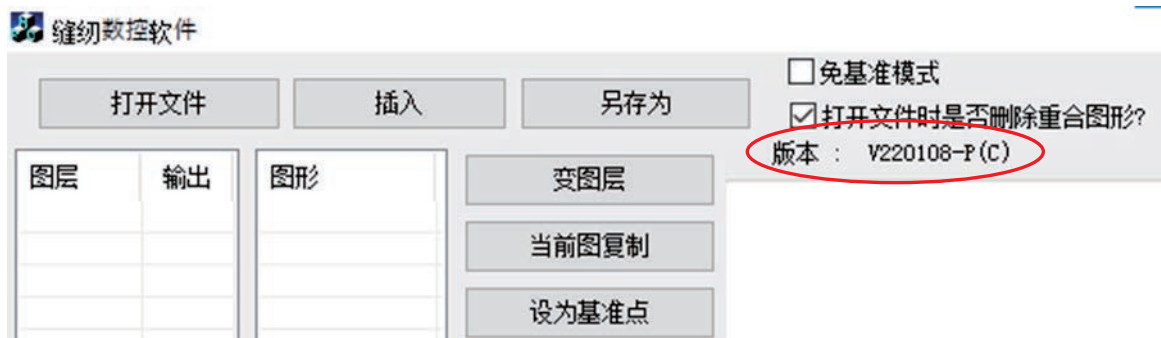 缝纫数控软件
免基准模式
打开文件 插入 另存为
打开文件时是否删除重合图形?
版本 : V220108-P(C)
图层 输出 图形 变图层
当前图复制
设为基准点